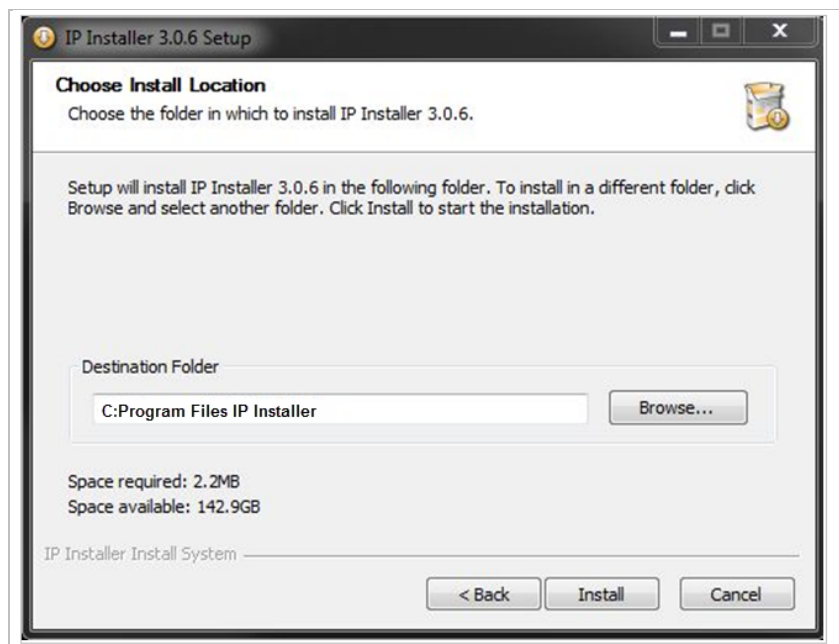 IP Installer 3.0.6 Setup
Choose Install Location
Choose the folder in which to install IP Installer 3.0.6.
Setup will install IP Installer 3.0.6 in the following folder. To install in a different folder, click
Browse and select another folder. Click Install to start the installation.
Destination Folder
C:Program Files IP Installer
Browse...
Space required: 2.2MB
Space available: 142.9GB
IP Installer Install System
< Back
Install
Cancel